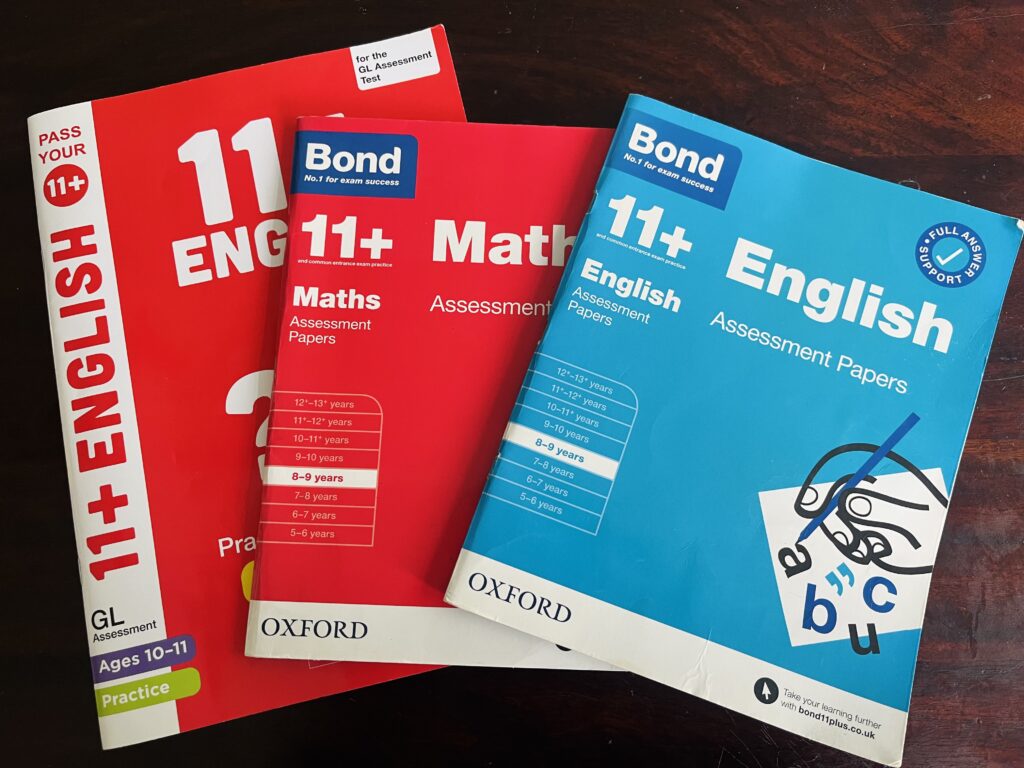 for the
GL Assessment
Test
PASS
YOUR
11+
11+ ENGLISH
11
ENG
Pra
GL
Assessment
Ages 10–11
Practice
Bond
No.1 for exam success
11+
and common entrance exam practice
Maths
Assessment
Papers
Math
Assessment
12⁺–13⁺ years
11⁺–12⁺ years
10–11⁺ years
9–10 years
8–9 years
7–8 years
6–7 years
5–6 years
OXFORD
Bond
No.1 for exam success
11+
and common entrance exam practice
English
Assessment
Papers
English
Assessment Papers
• FULL ANSWER •
SUPPORT
12⁺–13⁺ years
11⁺–12⁺ years
10–11⁺ years
9–10 years
8–9 years
7–8 years
6–7 years
5–6 years
a
b
”
c
u
OXFORD
Take your learning further
with bond11plus.co.uk